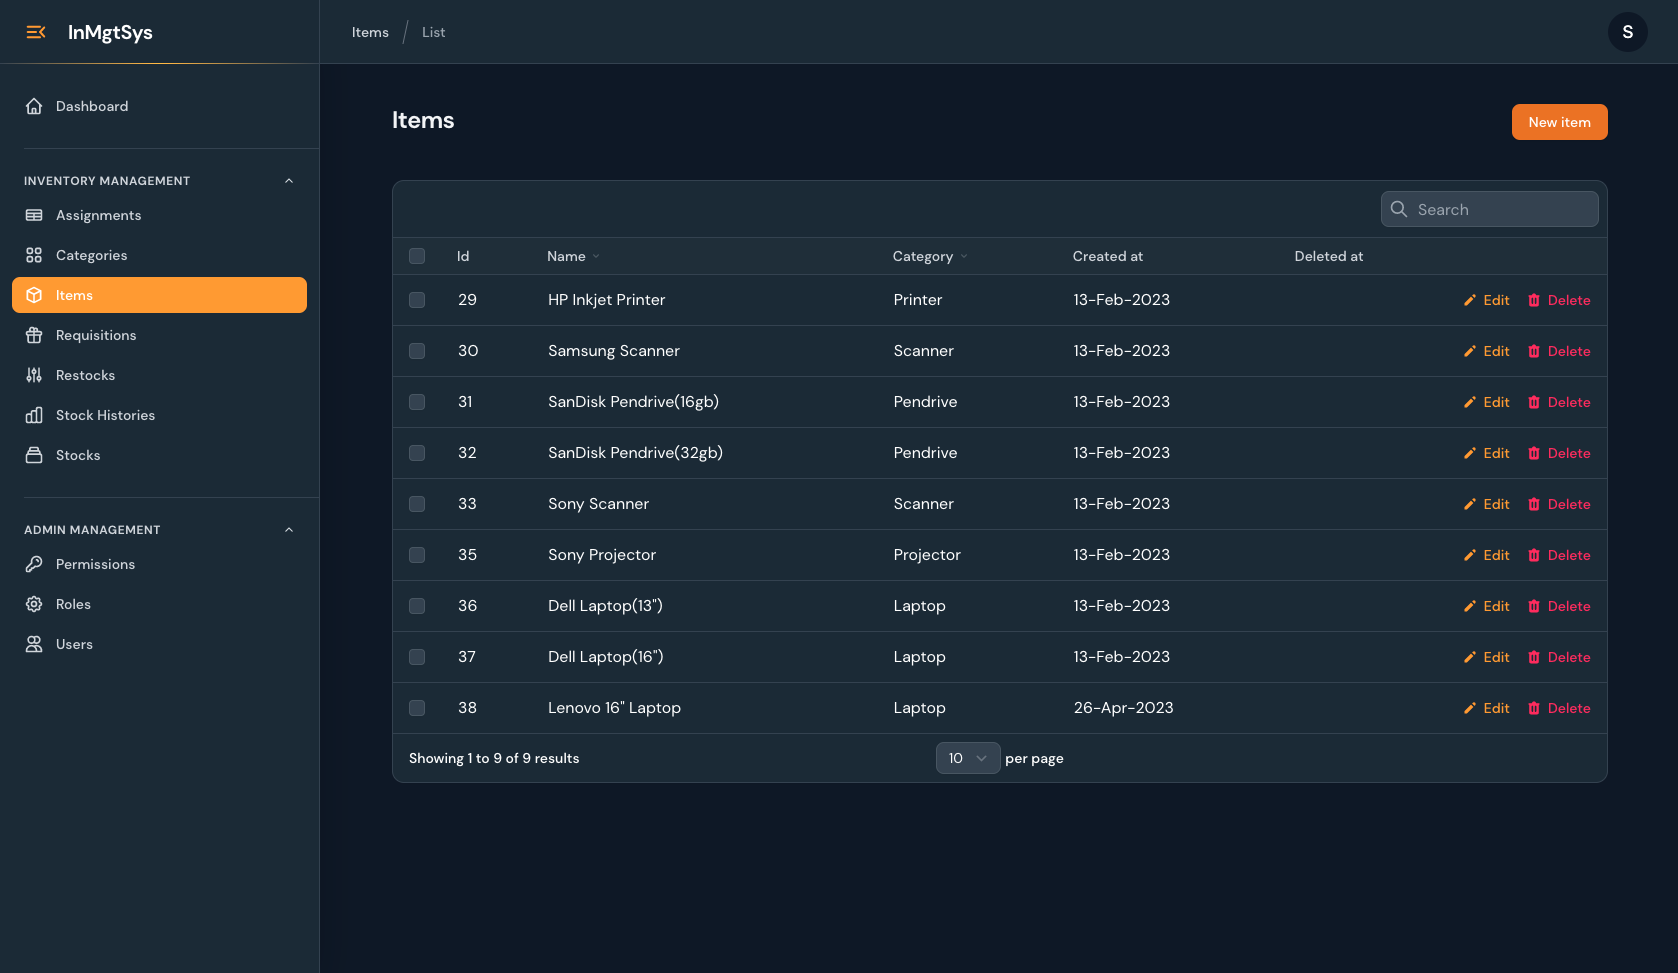 InMgtSys
Items / List
S
Dashboard
INVENTORY MANAGEMENT
Assignments
Categories
Items
Requisitions
Restocks
Stock Histories
Stocks
ADMIN MANAGEMENT
Permissions
Roles
Users
Items
New item
Search
Id Name Category Created at Deleted at
29 HP Inkjet Printer Printer 13-Feb-2023 Edit Delete
30 Samsung Scanner Scanner 13-Feb-2023 Edit Delete
31 SanDisk Pendrive(16gb) Pendrive 13-Feb-2023 Edit Delete
32 SanDisk Pendrive(32gb) Pendrive 13-Feb-2023 Edit Delete
33 Sony Scanner Scanner 13-Feb-2023 Edit Delete
35 Sony Projector Projector 13-Feb-2023 Edit Delete
36 Dell Laptop(13") Laptop 13-Feb-2023 Edit Delete
37 Dell Laptop(16") Laptop 13-Feb-2023 Edit Delete
38 Lenovo 16" Laptop Laptop 26-Apr-2023 Edit Delete
Showing 1 to 9 of 9 results 10 per page